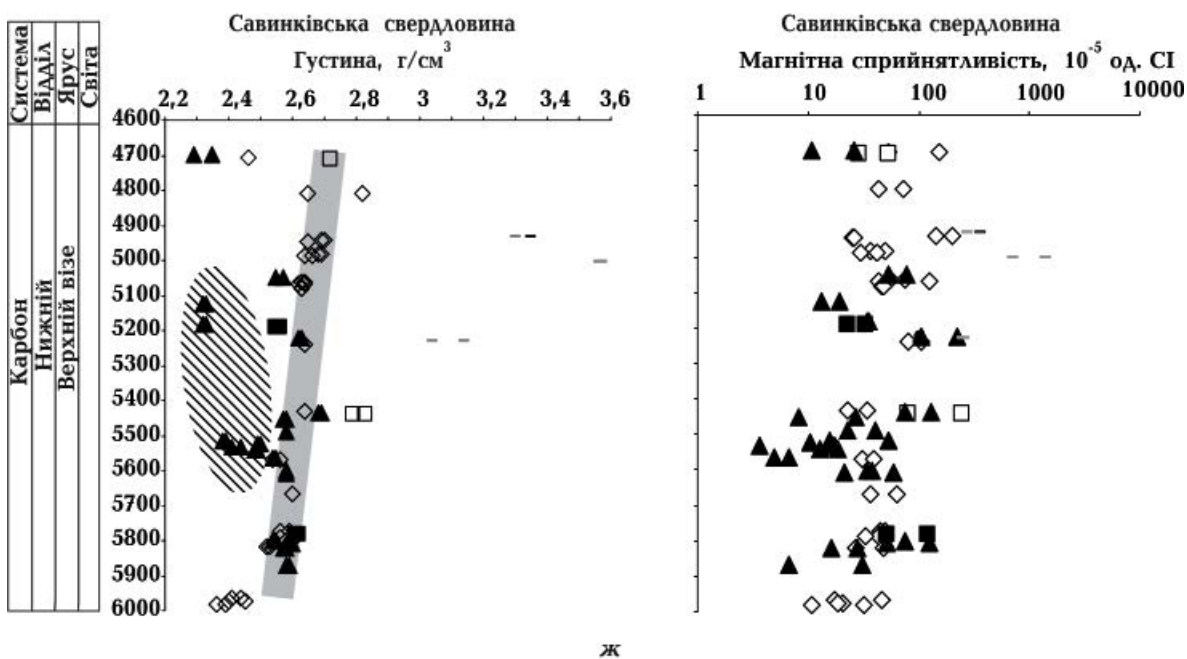 Система
Відділ
Ярус
Світа
Карбон
Нижній
Верхній візе
Савинківська свердловина
Густина, г/см³
2,2 2,4 2,6 2,8 3 3,2 3,4 3,6
4600
4700
4800
4900
5000
5100
5200
5300
5400
5500
5600
5700
5800
5900
6000
Савинківська свердловина
Магнітна сприйнятливість, 10⁻⁵ од. СІ
1 10 100 1000 10000
ж